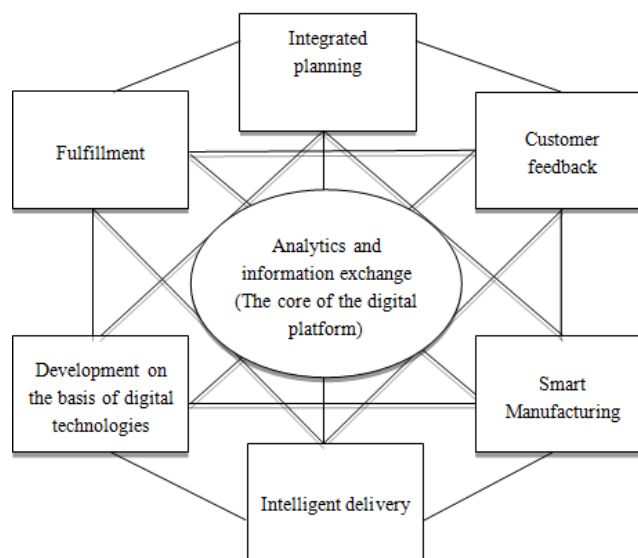 Integrated
planning
Fulfillment
Customer
feedback
Analytics and
information exchange
(The core of the digital
platform)
Development on
the basis of digital
technologies
Smart
Manufacturing
Intelligent delivery